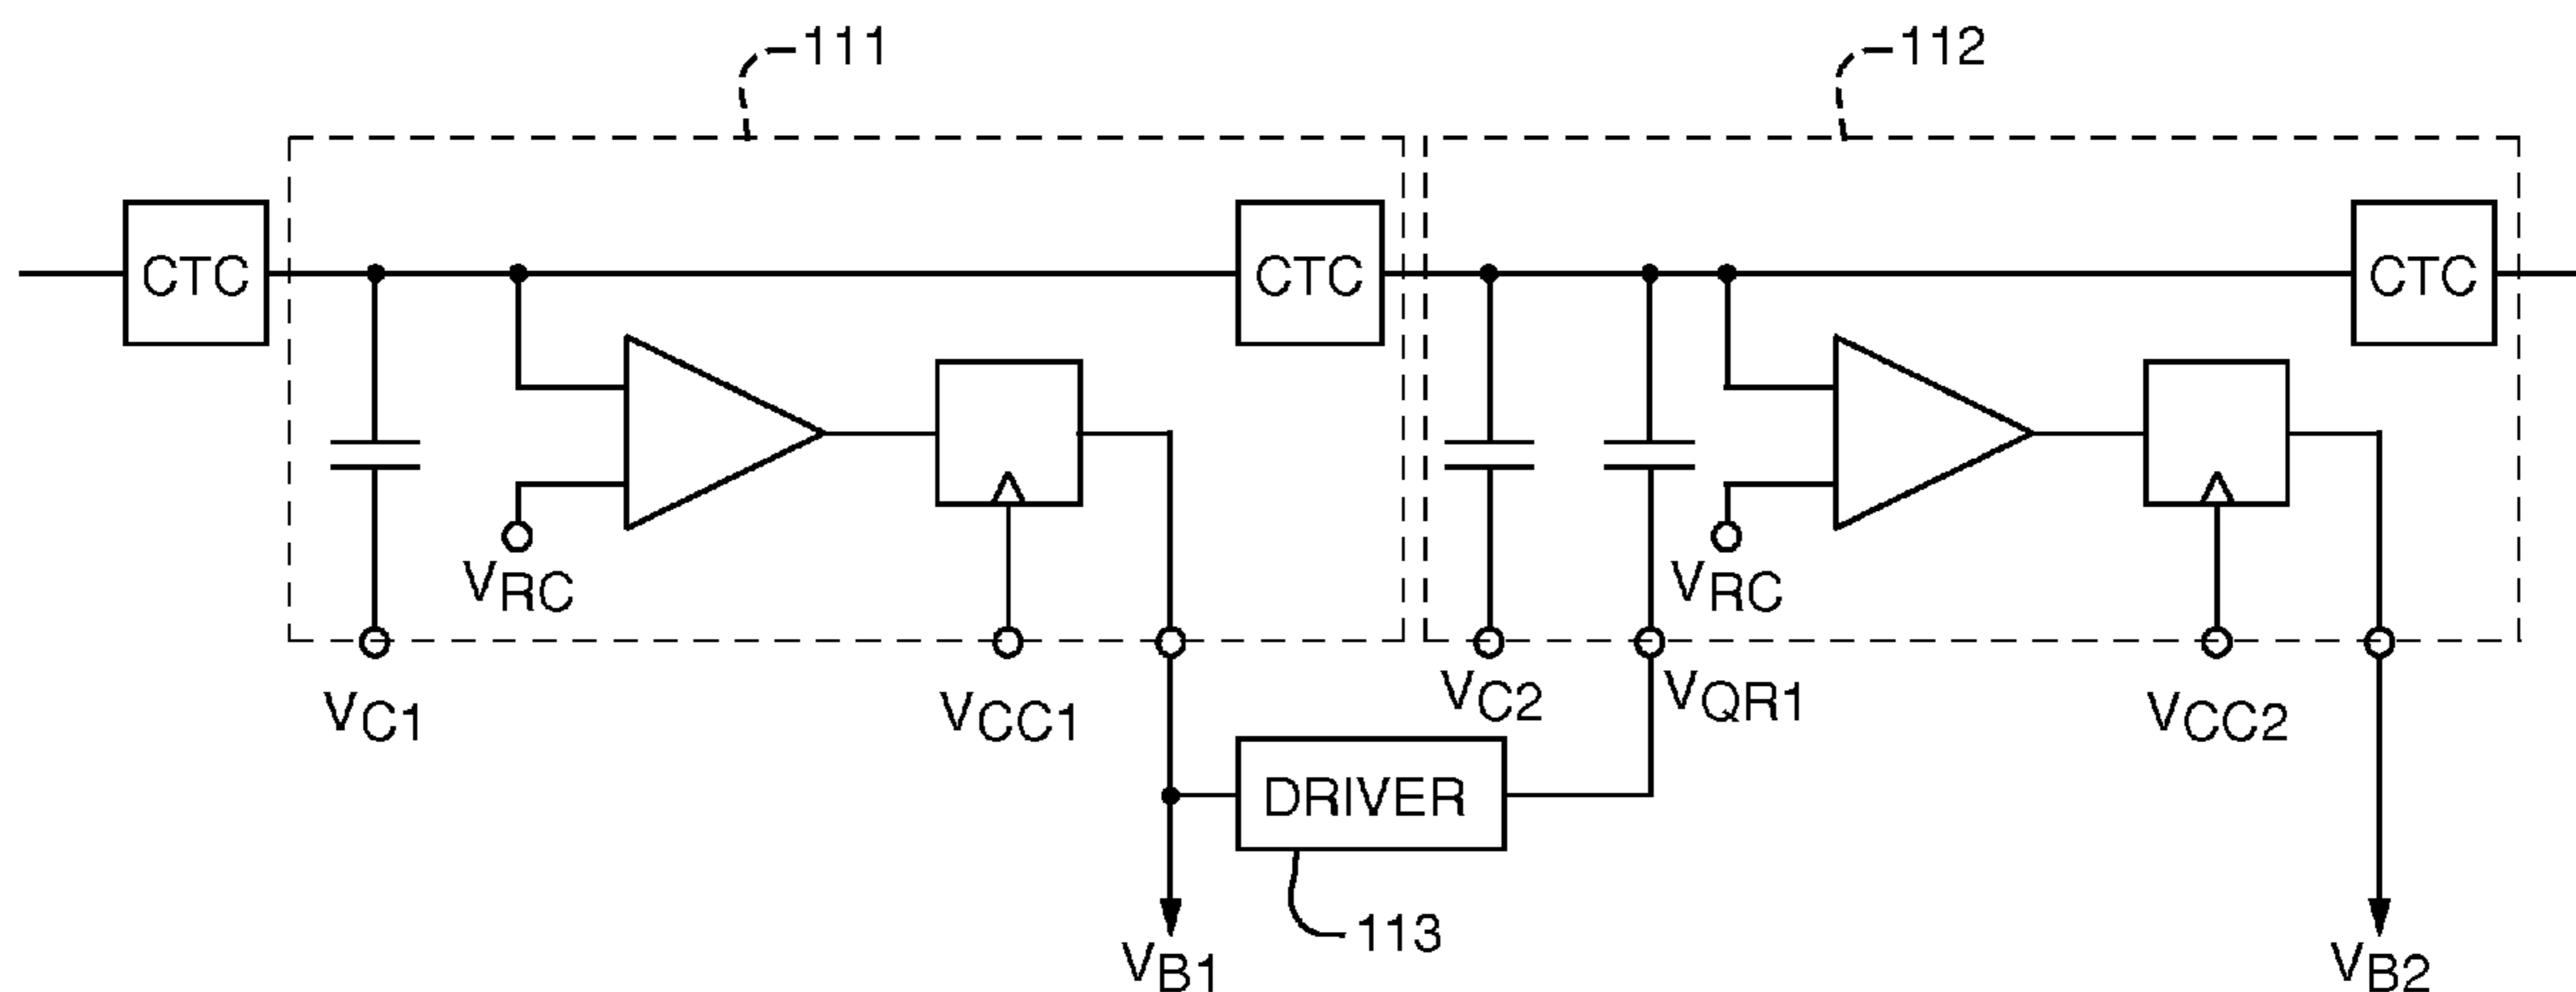 111
112
CTC
CTC
CTC
VRC
VRC
VC1
VCC1
VC2
VQR1
VCC2
DRIVER
113
VB1
VB2